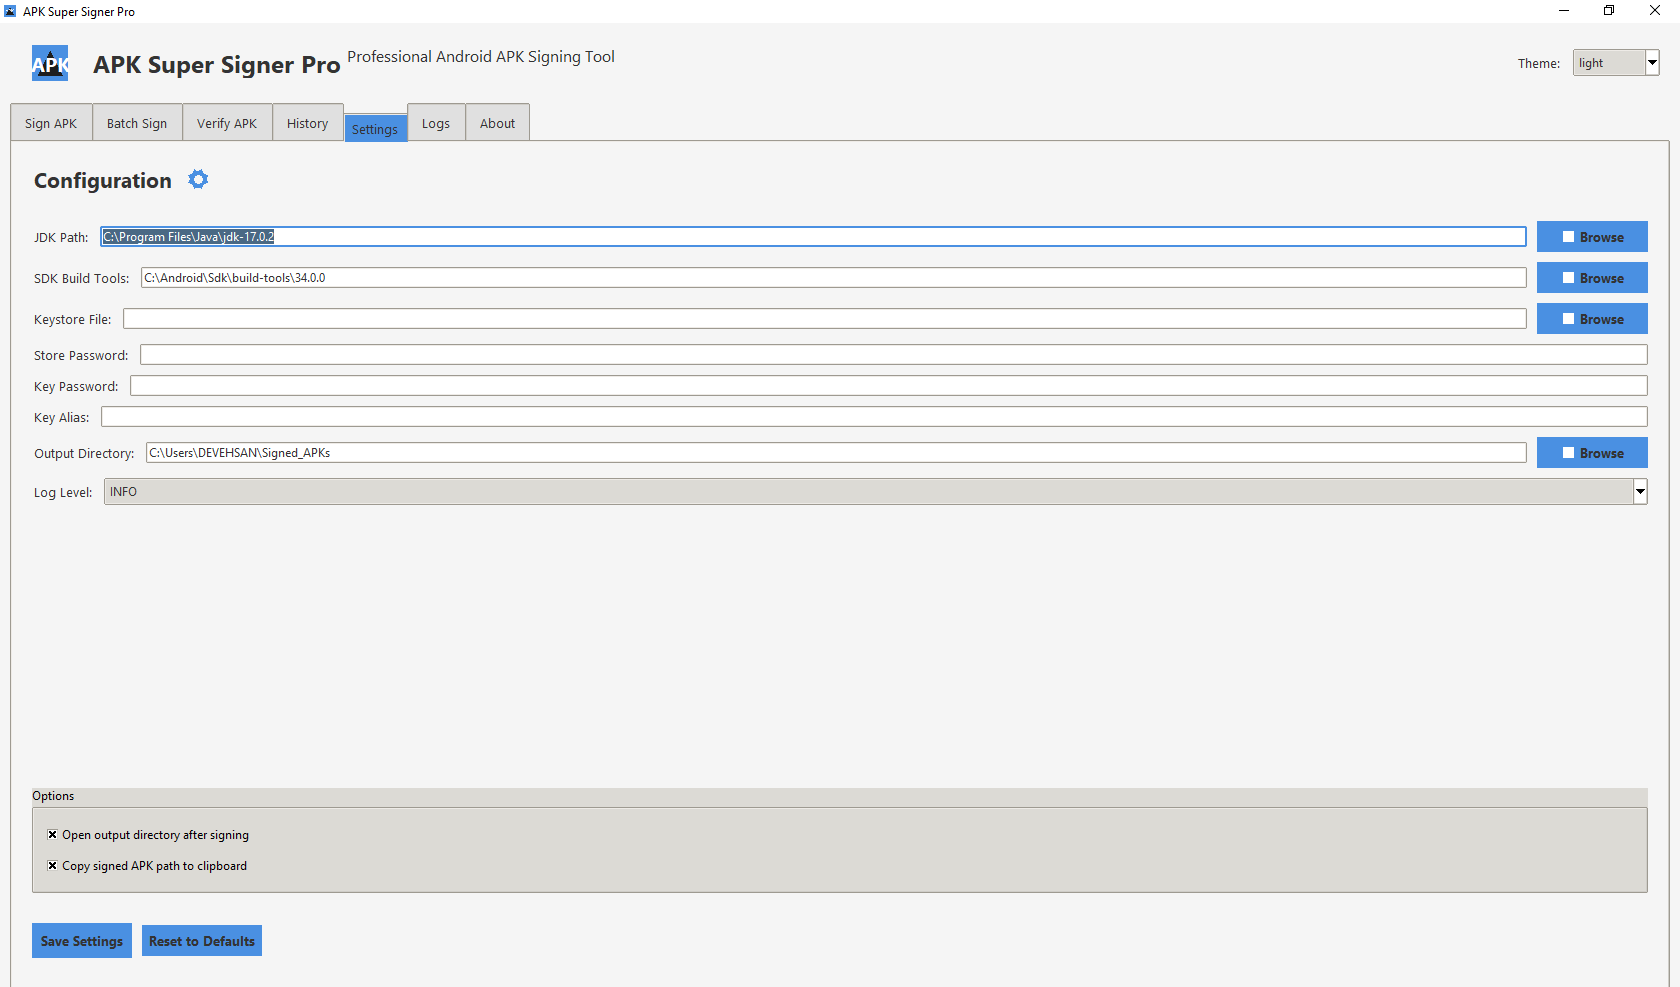 APK Super Signer Pro
APK
APK Super Signer Pro Professional Android APK Signing Tool
Theme: light
Sign APK Batch Sign Verify APK History Settings Logs About
Configuration
JDK Path: C:\Program Files\Java\jdk-17.0.2 Browse
SDK Build Tools: C:\Android\Sdk\build-tools\34.0.0 Browse
Keystore File: Browse
Store Password:
Key Password:
Key Alias:
Output Directory: C:\Users\DEVEHSAN\Signed_APKs Browse
Log Level: INFO
Options
Open output directory after signing
Copy signed APK path to clipboard
Save Settings Reset to Defaults